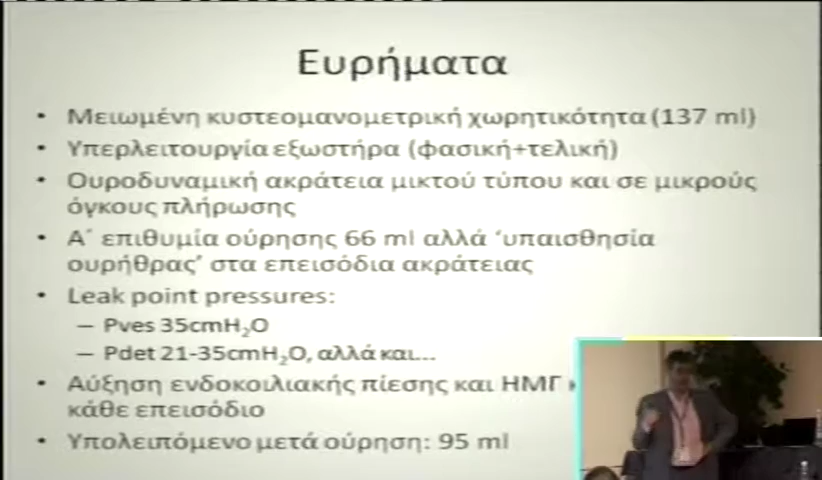 Ευρήματα
• Μειωμένη κυστεομανομετρική χωρητικότητα (137 ml)
• Υπερλειτουργία εξωστήρα (φασική+τελική)
• Ουροδυναμική ακράτεια μικτού τύπου και σε μικρούς
όγκους πλήρωσης
• Α΄ επιθυμία ούρησης 66 ml αλλά ‘υπαισθησία
ουρήθρας’ στα επεισόδια ακράτειας
• Leak point pressures:
– Pves 35cmH₂O
– Pdet 21-35cmH₂O, αλλά και...
• Αύξηση ενδοκοιλιακής πίεσης και ΗΜΓ
κάθε επεισόδιο
• Υπολειπόμενο μετά ούρηση: 95 ml